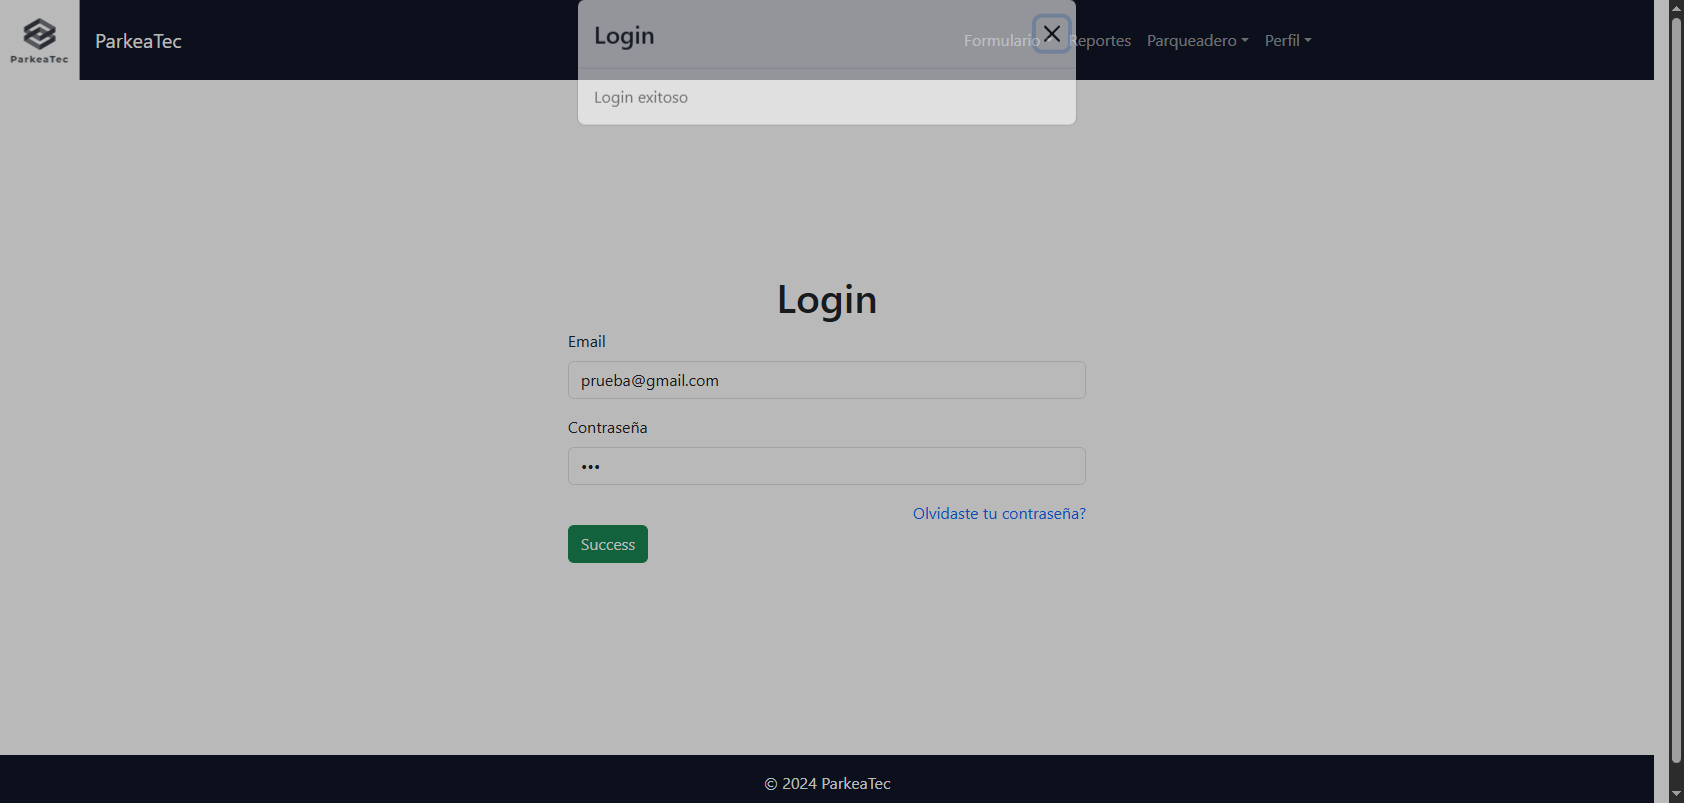 ParkeaTec
ParkeaTec
Formulario Reportes Parqueadero Perfil
Login
Login exitoso
Login
Email
prueba@gmail.com
Contraseña
•••
Olvidaste tu contraseña?
Success
© 2024 ParkeaTec